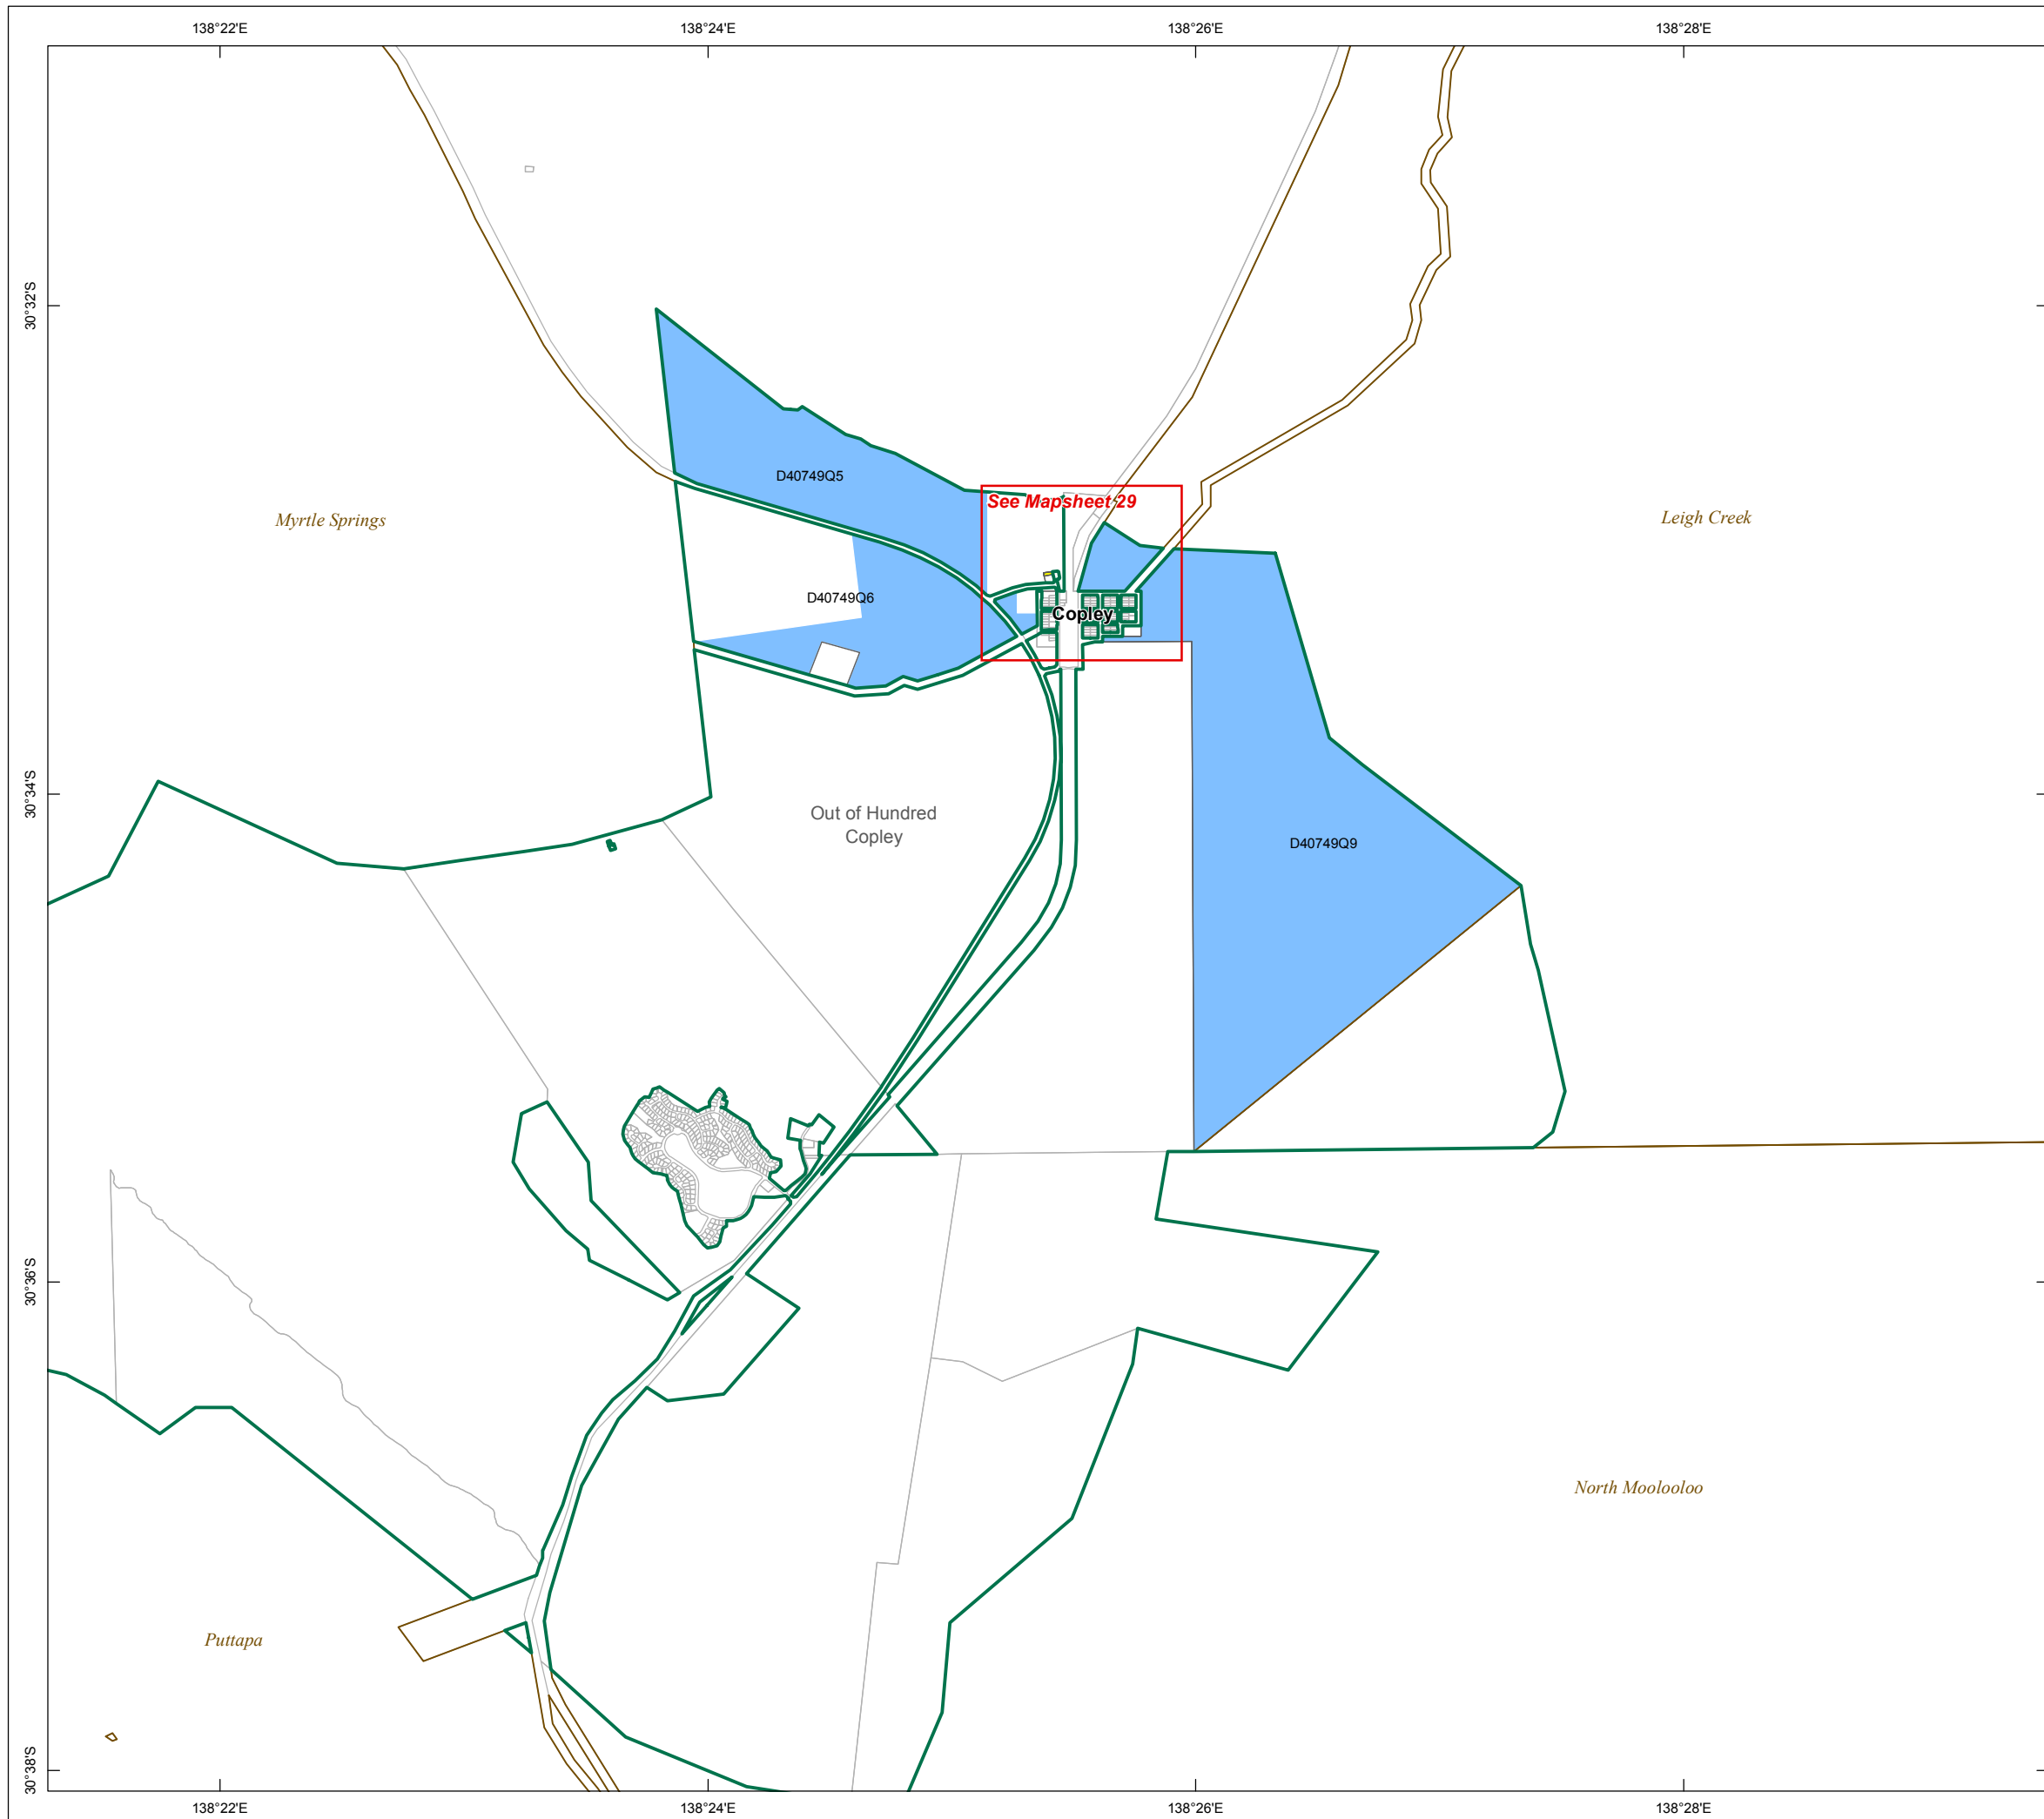 138°22'E
138°24'E
138°26'E
138°28'E
30°32'S
D40749Q5
See Mapsheet 29
Myrtle Springs
Leigh Creek
D40749Q6
Copley
30°34'S
Out of Hundred
Copley
D40749Q9
30°36'S
North Moolooloo
Puttapa
30°38'S
138°22'E
138°24'E
138°26'E
138°28'E